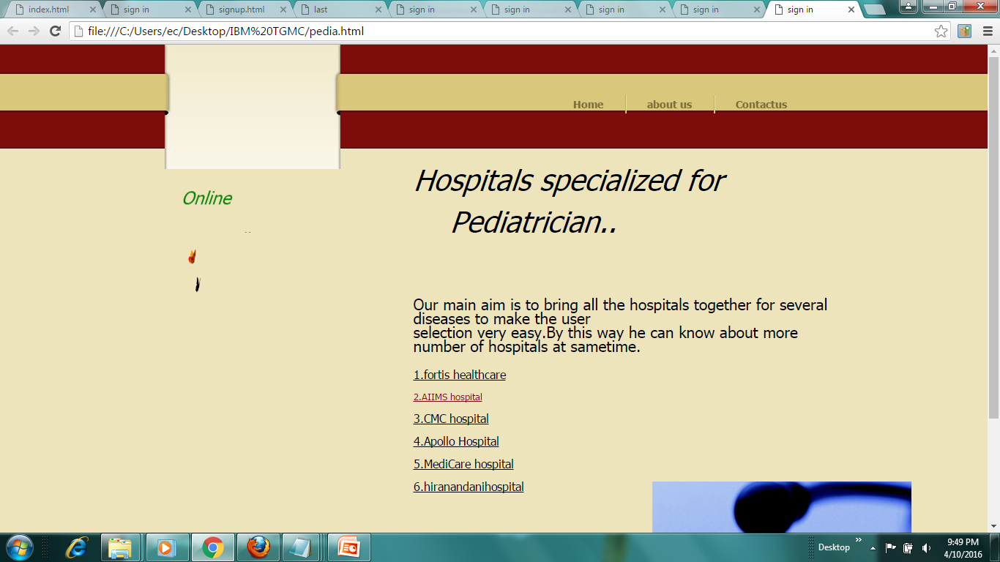 index.html
sign in
signup.html
last
sign in
sign in
sign in
sign in
sign in
file:///C:/Users/ec/Desktop/IBM%20TGMC/pedia.html
Home
about us
Contactus
Hospitals specialized for
Pediatrician..
Online
--
Our main aim is to bring all the hospitals together for several
diseases to make the user
selection very easy.By this way he can know about more
number of hospitals at sametime.
1.fortis healthcare
2.AIIMS hospital
3.CMC hospital
4.Apollo Hospital
5.MediCare hospital
6.hiranandanihospital
Desktop
9:49 PM
4/10/2016